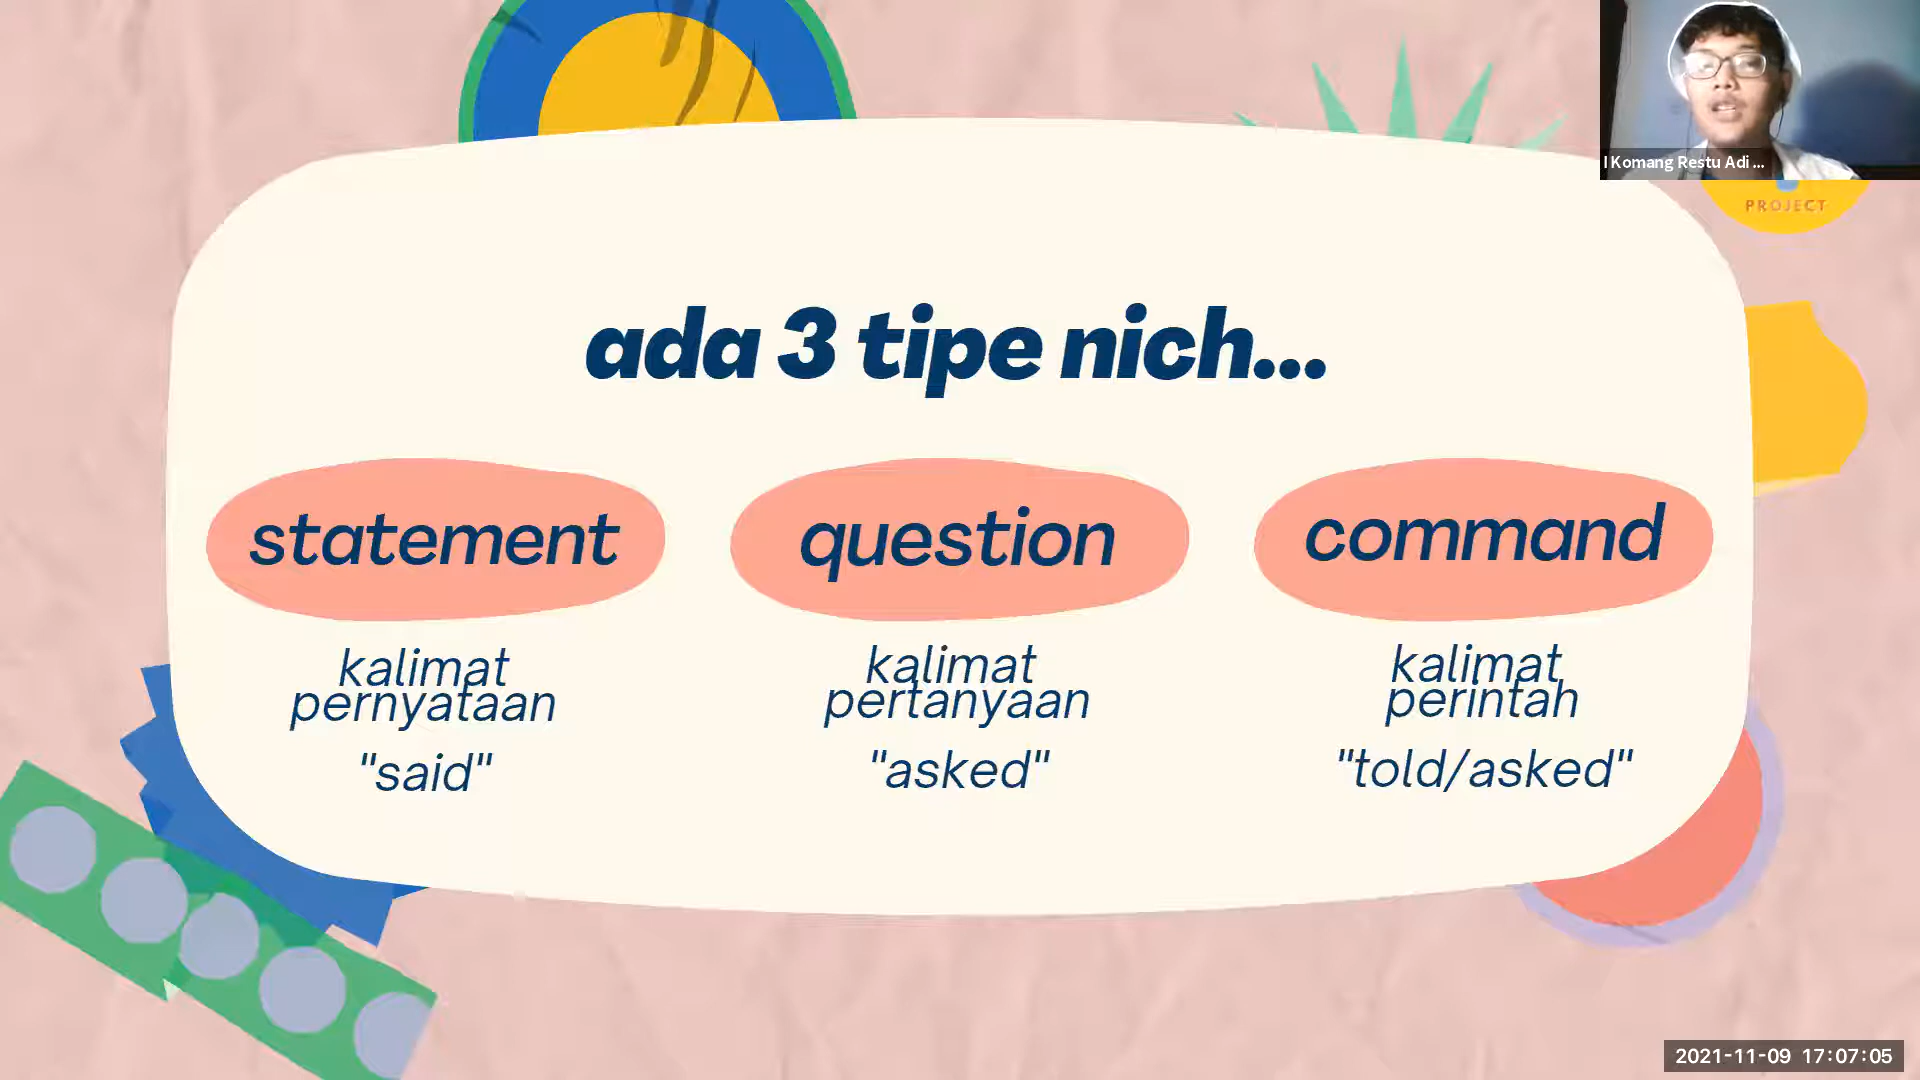 I Komang Restu Adi ...
PROJECT
ada 3 tipe nich...
statement
question
command
kalimat
pernyataan
"said"
kalimat
pertanyaan
"asked"
kalimat
perintah
"told/asked"
2021-11-09 17:07:05